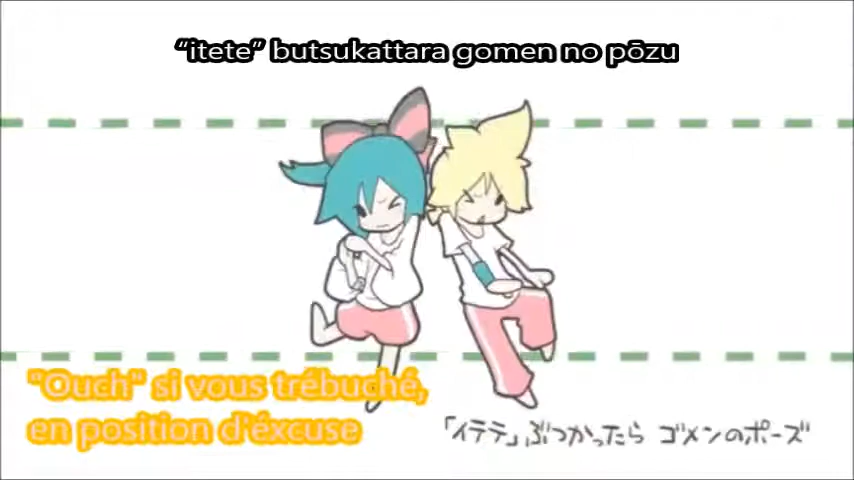 “itete” butsukattara gomen no pōzu
"Ouch" si vous trébuché,
en position d'éxcuse
「イテテ」ぶつかったら ゴメンのポーズ